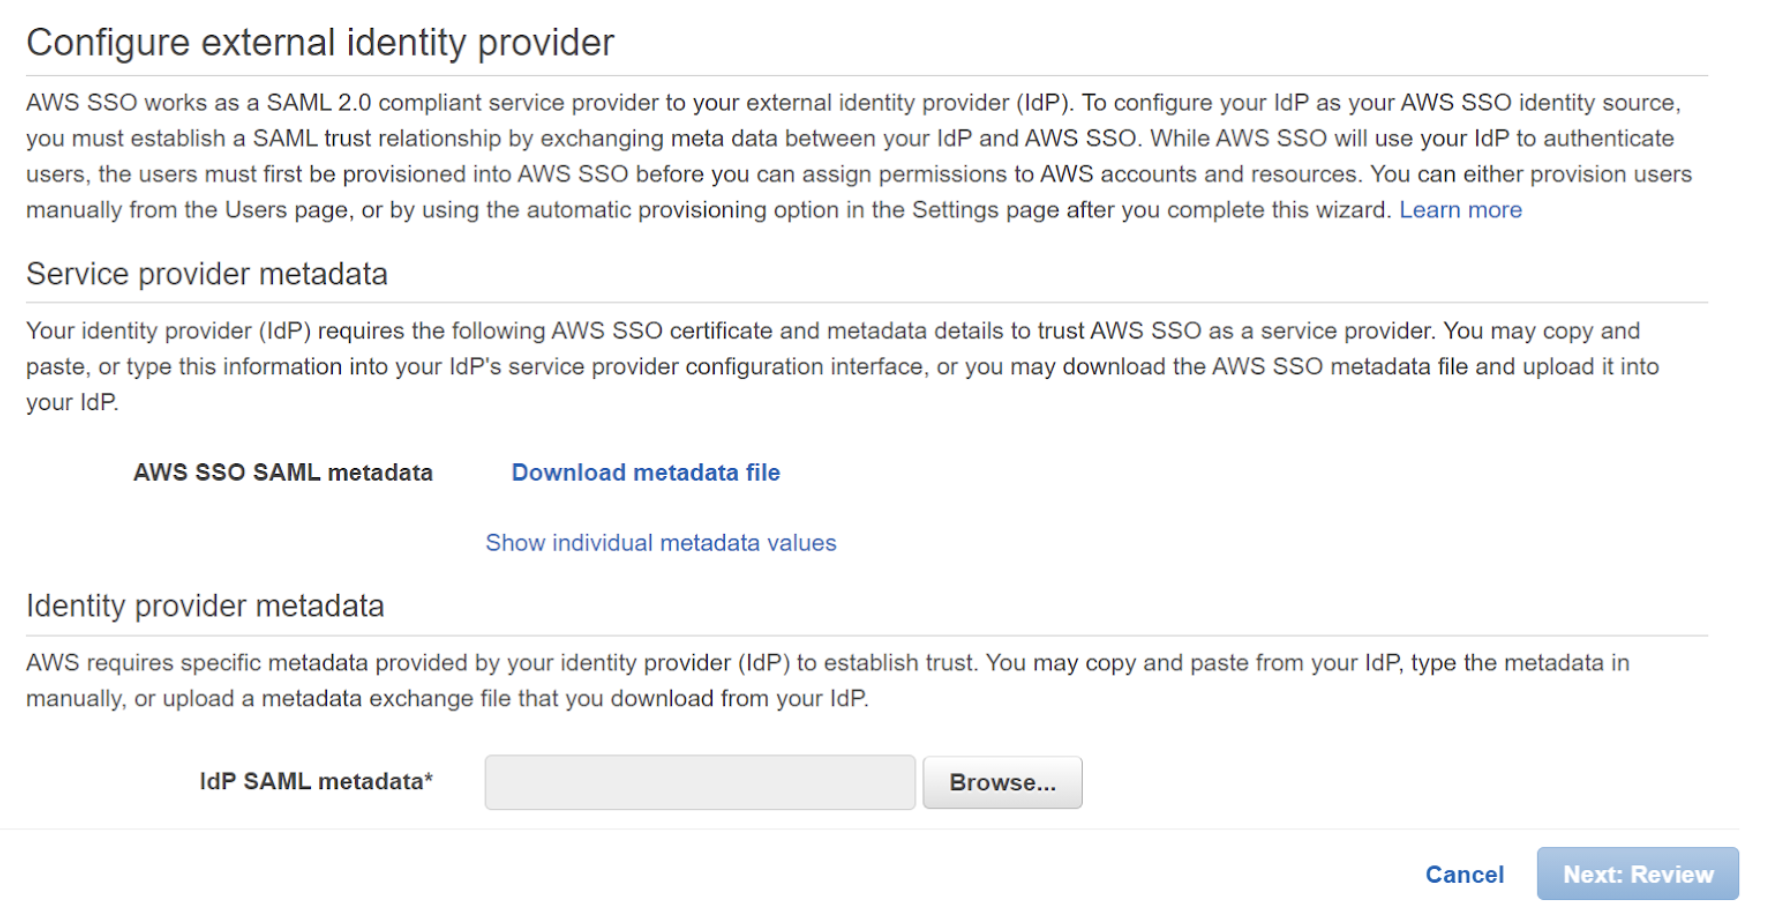 Configure external identity provider
AWS SSO works as a SAML 2.0 compliant service provider to your external identity provider (IdP). To configure your IdP as your AWS SSO identity source,
you must establish a SAML trust relationship by exchanging meta data between your IdP and AWS SSO. While AWS SSO will use your IdP to authenticate
users, the users must first be provisioned into AWS SSO before you can assign permissions to AWS accounts and resources. You can either provision users
manually from the Users page, or by using the automatic provisioning option in the Settings page after you complete this wizard. Learn more
Service provider metadata
Your identity provider (IdP) requires the following AWS SSO certificate and metadata details to trust AWS SSO as a service provider. You may copy and
paste, or type this information into your IdP's service provider configuration interface, or you may download the AWS SSO metadata file and upload it into
your IdP.
AWS SSO SAML metadata Download metadata file
Show individual metadata values
Identity provider metadata
AWS requires specific metadata provided by your identity provider (IdP) to establish trust. You may copy and paste from your IdP, type the metadata in
manually, or upload a metadata exchange file that you download from your IdP.
IdP SAML metadata* Browse...
Cancel Next: Review